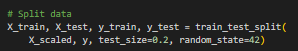 # Split data
X_train, X_test, y_train, y_test = train_test_split(
    X_scaled, y, test_size=0.2, random_state=42)